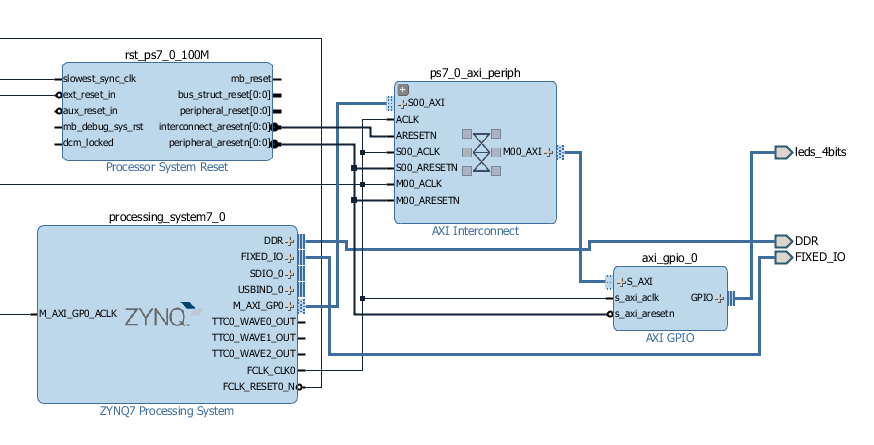 rst_ps7_0_100M
slowest_sync_clk
ext_reset_in
aux_reset_in
mb_debug_sys_rst
dcm_locked
mb_reset
bus_struct_reset[0:0]
peripheral_reset[0:0]
interconnect_aresetn[0:0]
peripheral_aresetn[0:0]
Processor System Reset
ps7_0_axi_periph
S00_AXI
ACLK
ARESETN
S00_ACLK
S00_ARESETN
M00_ACLK
M00_ARESETN
M00_AXI
AXI Interconnect
processing_system7_0
M_AXI_GP0_ACLK
ZYNQ
DDR
FIXED_IO
SDIO_0
USBIND_0
M_AXI_GP0
TTC0_WAVE0_OUT
TTC0_WAVE1_OUT
TTC0_WAVE2_OUT
FCLK_CLK0
FCLK_RESET0_N
ZYNQ7 Processing System
axi_gpio_0
S_AXI
s_axi_aclk
s_axi_aresetn
GPIO
AXI GPIO
leds_4bits
DDR
FIXED_IO